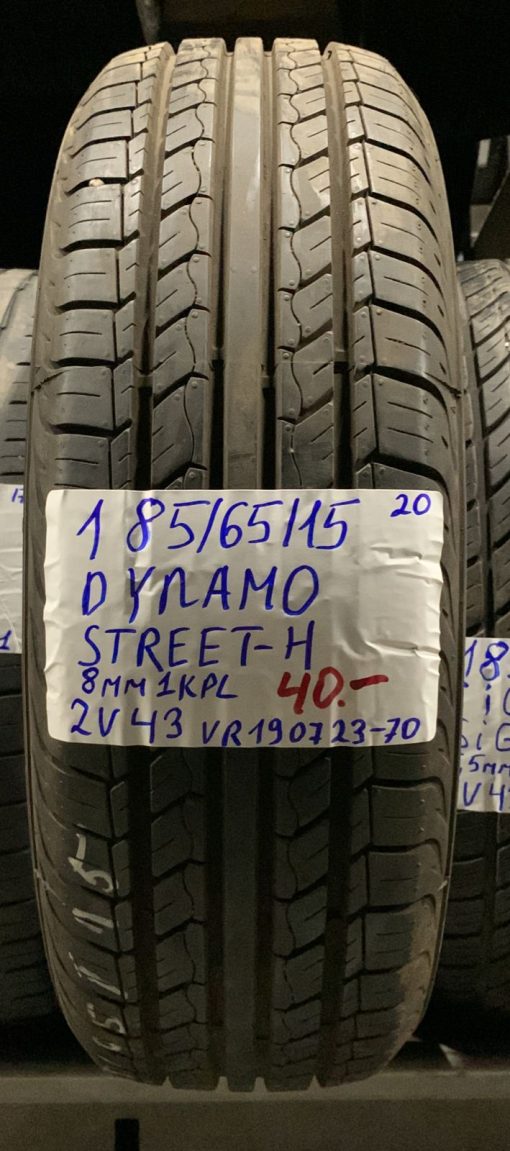 185/65/15 20
DYNAMO
STREET-H
8MM 1KPL 40.-
2V43 VR190723-70